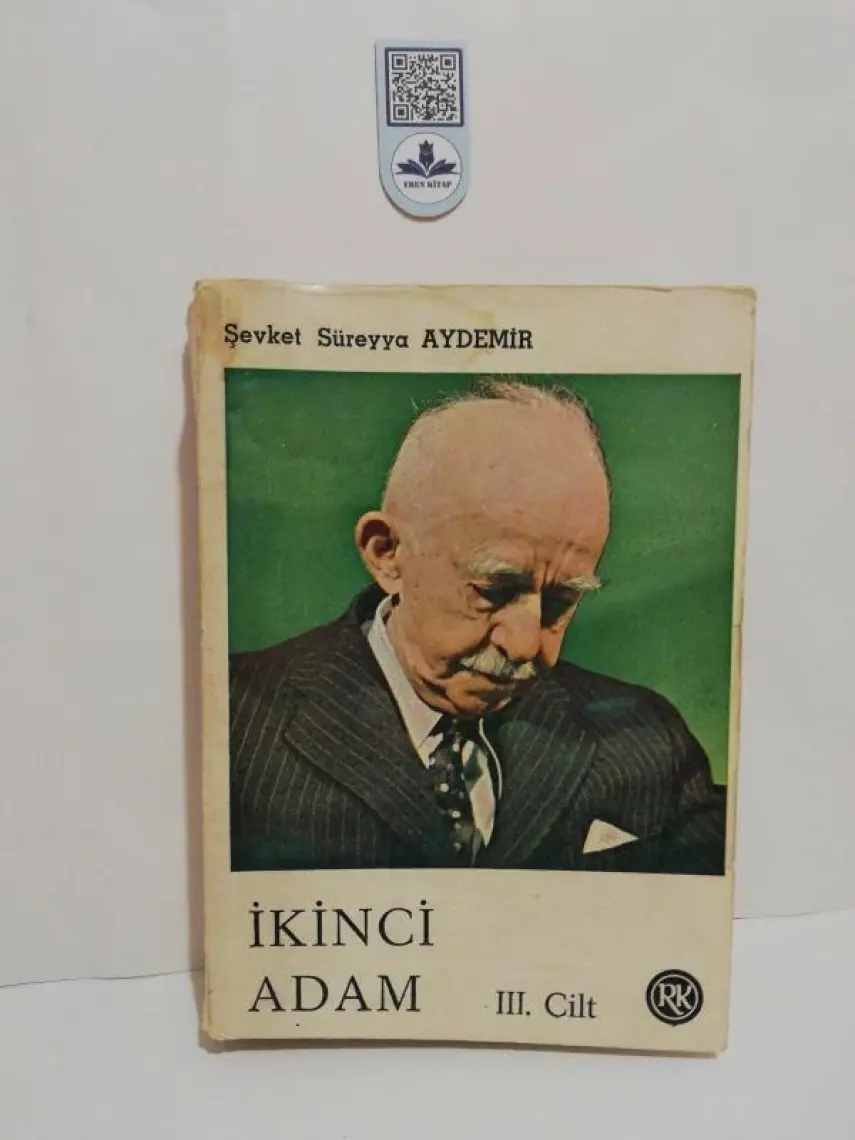 EREN KİTAP
Şevket Süreyya AYDEMİR
İKİNCİ
ADAM III. Cilt
RK